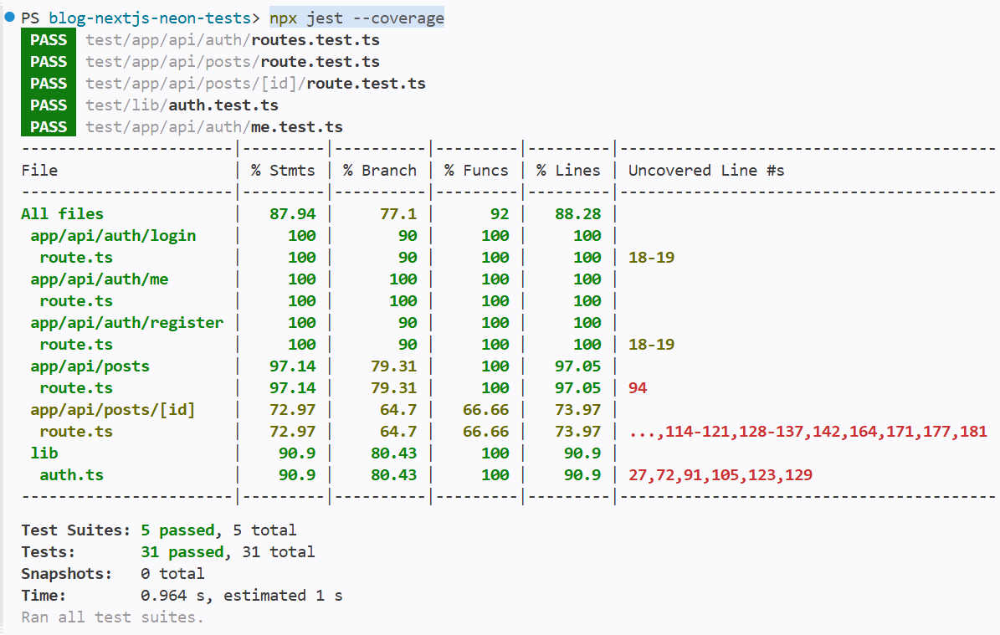 PS blog-nextjs-neon-tests> npx jest --coverage
PASS test/app/api/auth/routes.test.ts
PASS test/app/api/posts/route.test.ts
PASS test/app/api/posts/[id]/route.test.ts
PASS test/lib/auth.test.ts
PASS test/app/api/auth/me.test.ts
-----------------------|---------|----------|---------|---------|-----------------------------------------
File                   | % Stmts | % Branch | % Funcs | % Lines | Uncovered Line #s
-----------------------|---------|----------|---------|---------|-----------------------------------------
All files              |   87.94 |     77.1 |      92 |   88.28 |
 app/api/auth/login    |     100 |       90 |     100 |     100 |
  route.ts             |     100 |       90 |     100 |     100 | 18-19
 app/api/auth/me       |     100 |      100 |     100 |     100 |
  route.ts             |     100 |      100 |     100 |     100 |
 app/api/auth/register |     100 |       90 |     100 |     100 |
  route.ts             |     100 |       90 |     100 |     100 | 18-19
 app/api/posts         |   97.14 |    79.31 |     100 |   97.05 |
  route.ts             |   97.14 |    79.31 |     100 |   97.05 | 94
 app/api/posts/[id]    |   72.97 |     64.7 |   66.66 |   73.97 |
  route.ts             |   72.97 |     64.7 |   66.66 |   73.97 | ...,114-121,128-137,142,164,171,177,181
 lib                   |    90.9 |    80.43 |     100 |    90.9 |
  auth.ts              |    90.9 |    80.43 |     100 |    90.9 | 27,72,91,105,123,129
-----------------------|---------|----------|---------|---------|-----------------------------------------
Test Suites: 5 passed, 5 total
Tests:       31 passed, 31 total
Snapshots:   0 total
Time:        0.964 s, estimated 1 s
Ran all test suites.